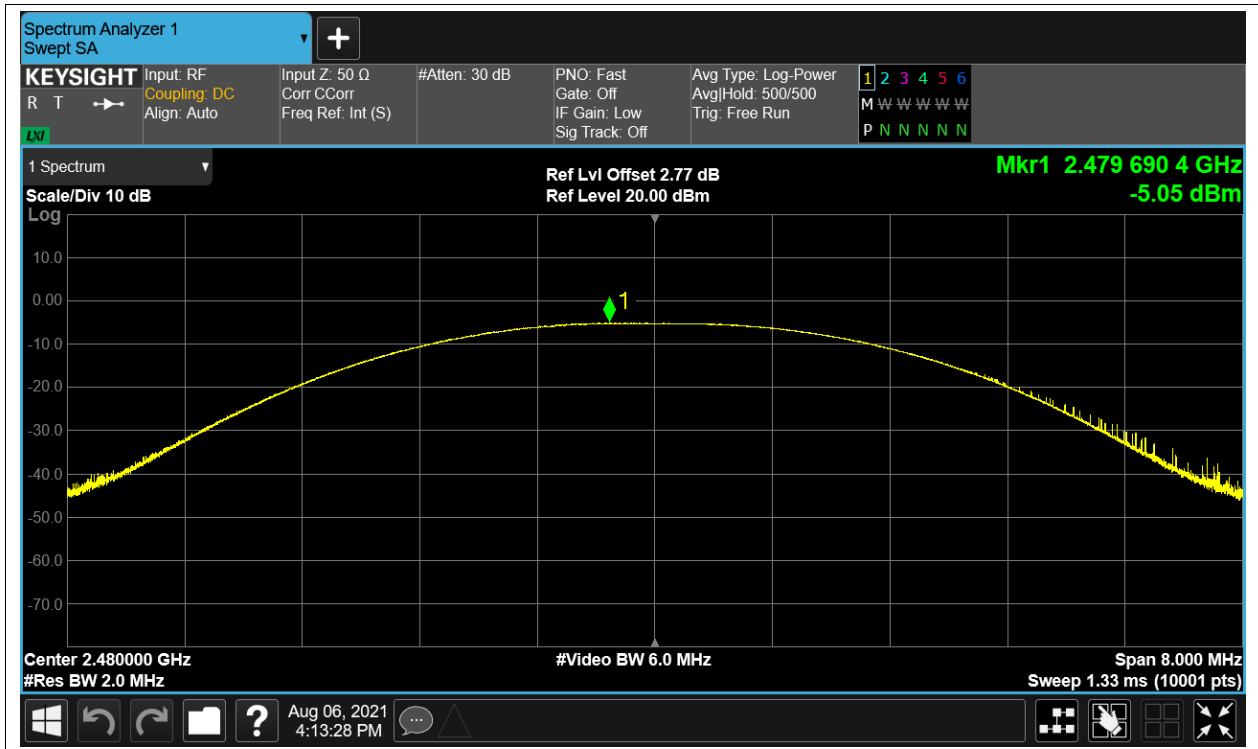 Spectrum Analyzer 1
Swept SA
+
KEYSIGHT
R T
LXI
Input: RF
Coupling: DC
Align: Auto
Input Z: 50 Ω
Corr CCorr
Freq Ref: Int (S)
#Atten: 30 dB
PNO: Fast
Gate: Off
IF Gain: Low
Sig Track: Off
Avg Type: Log-Power
Avg|Hold: 500/500
Trig: Free Run
1 2 3 4 5 6
M W W W W W
P N N N N N
1 Spectrum
Scale/Div 10 dB
Ref Lvl Offset 2.77 dB
Ref Level 20.00 dBm
Mkr1 2.479 690 4 GHz
-5.05 dBm
Log
10.0
0.00
-10.0
-20.0
-30.0
-40.0
-50.0
-60.0
-70.0
1
Center 2.480000 GHz
#Video BW 6.0 MHz
Span 8.000 MHz
#Res BW 2.0 MHz
Sweep 1.33 ms (10001 pts)
?
Aug 06, 2021
4:13:28 PM